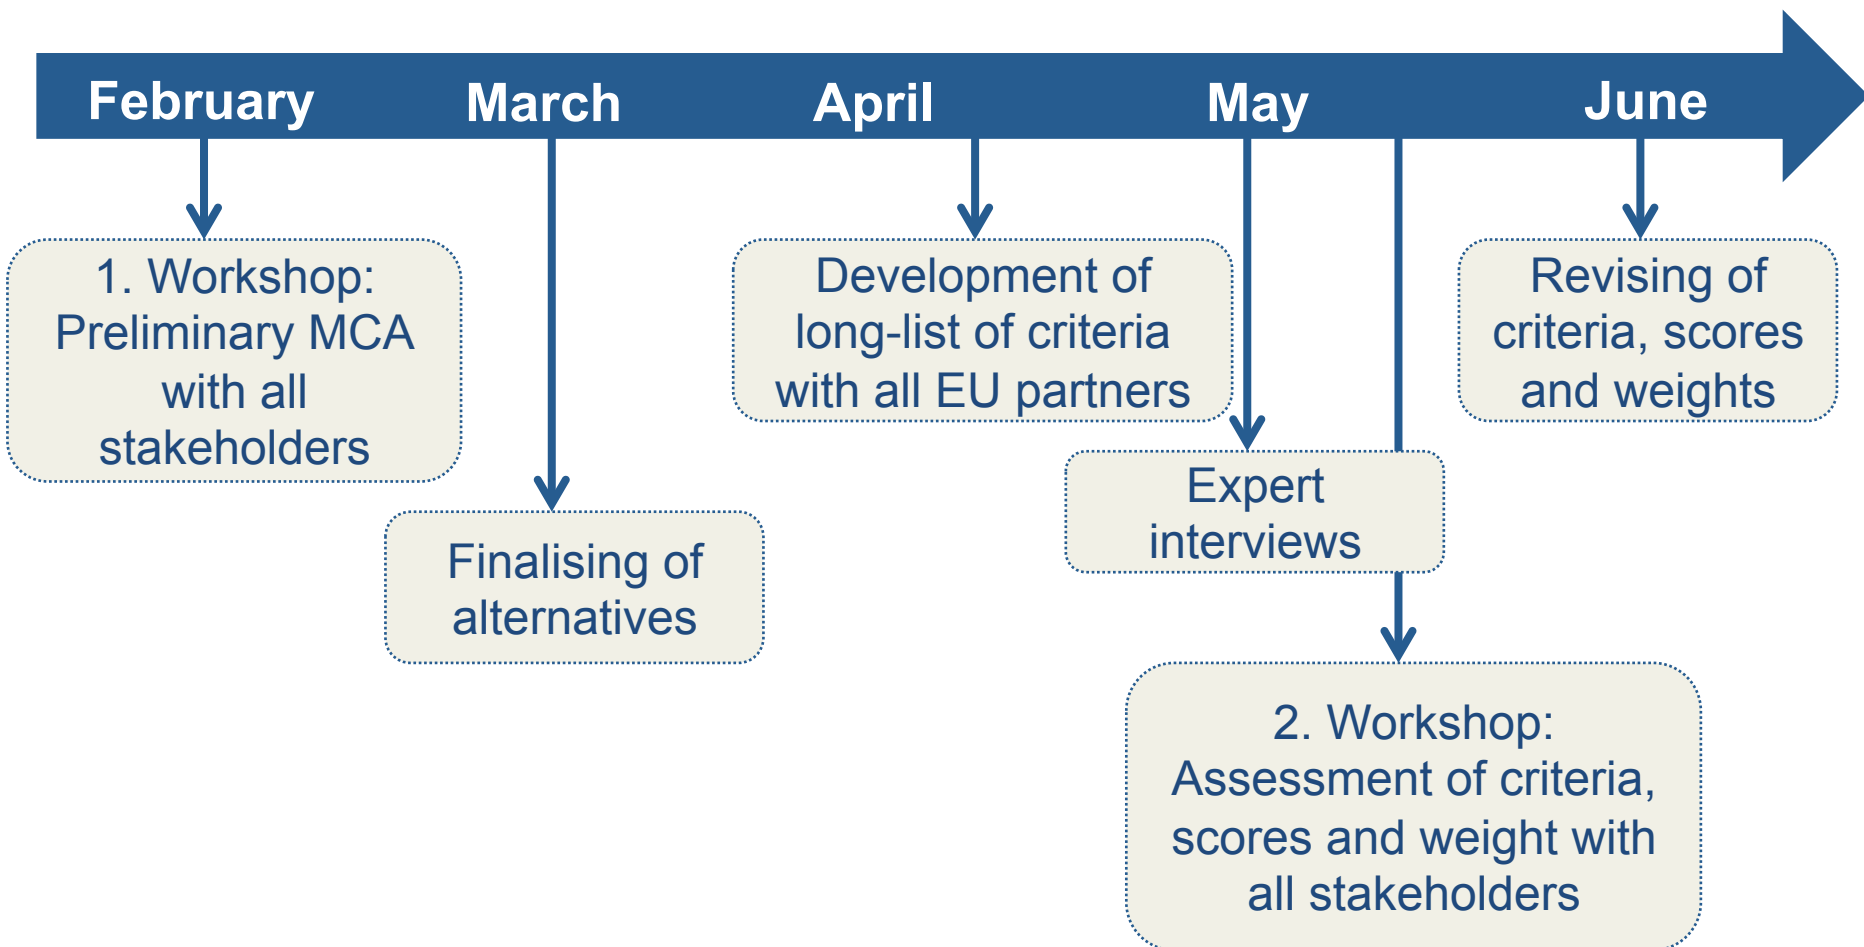 February
March
April
May
June
1. Workshop:
Preliminary MCA
with all
stakeholders
Finalising of
alternatives
Development of
long-list of criteria
with all EU partners
Expert
interviews
2. Workshop:
Assessment of criteria,
scores and weight with
all stakeholders
Revising of
criteria, scores
and weights